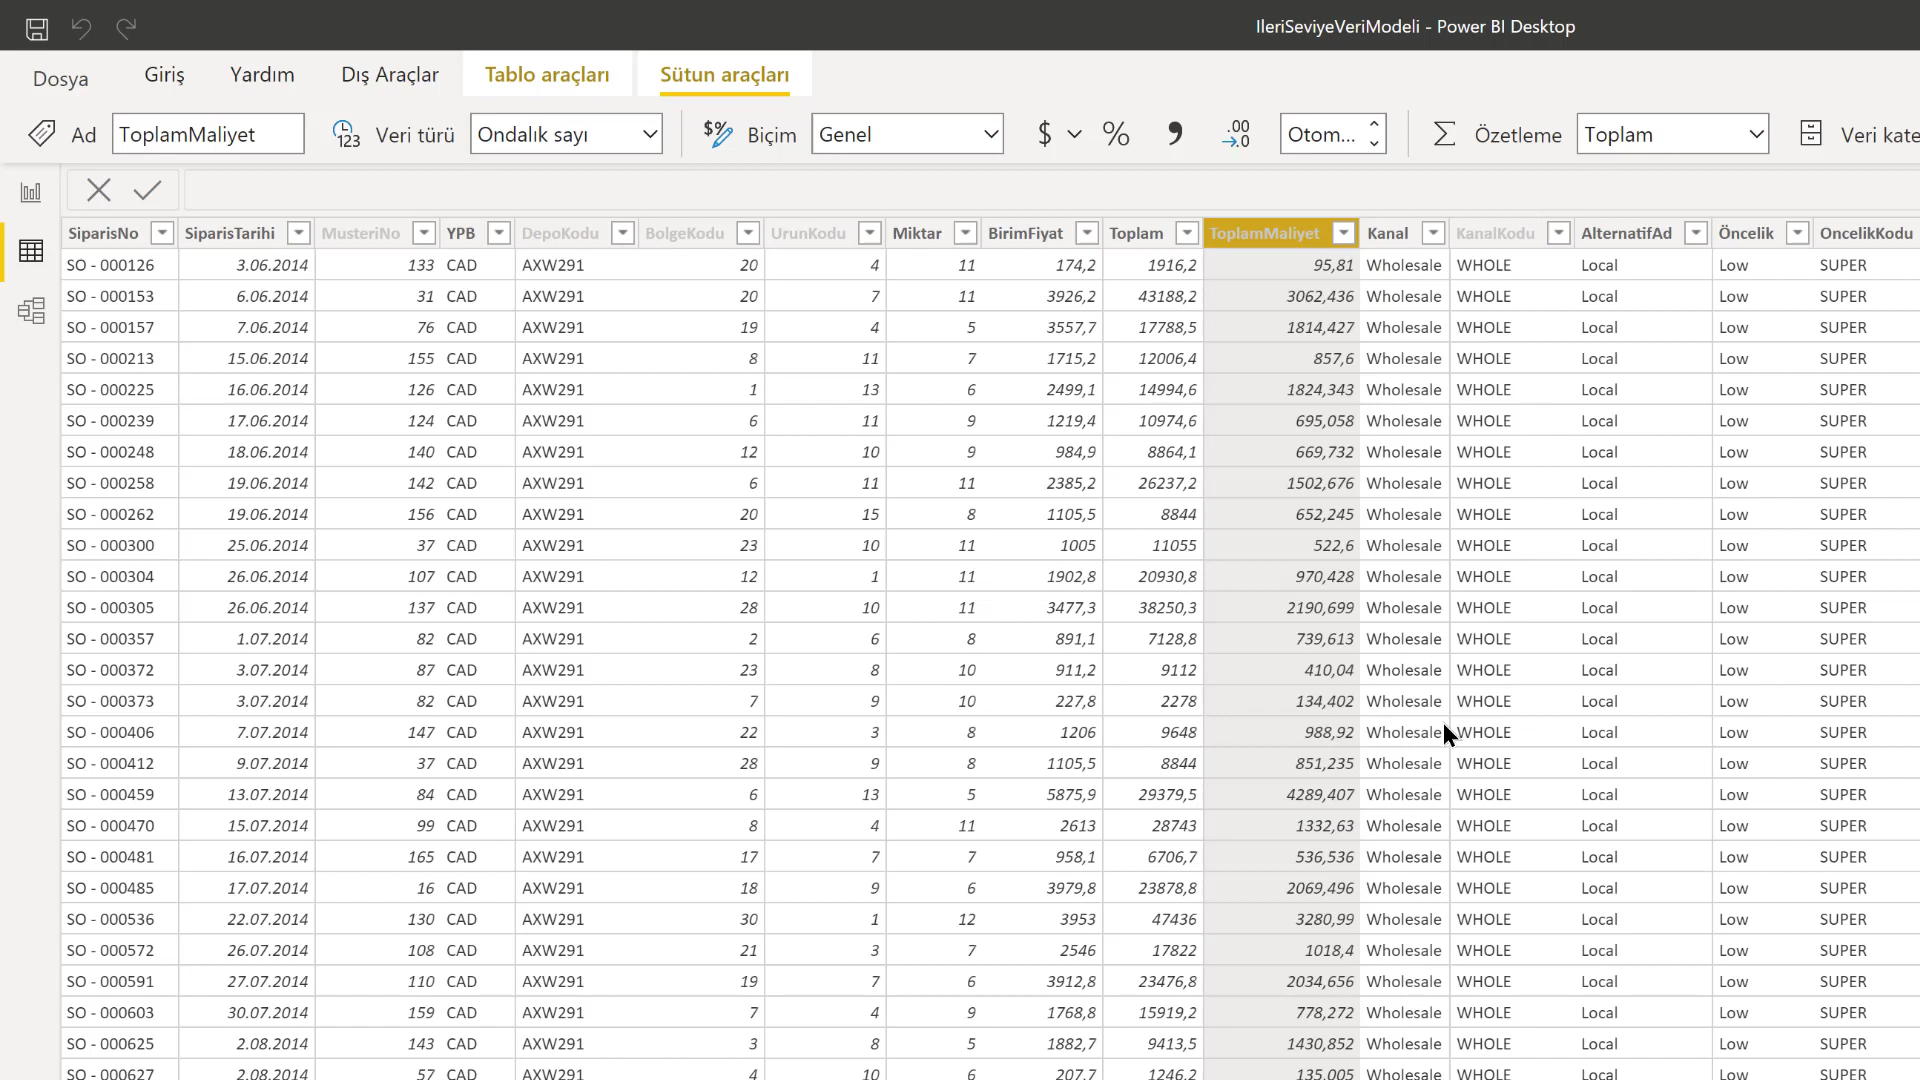 IleriSeviyeVeriModeli - Power BI Desktop
Dosya Giriş Yardım Dış Araçlar Tablo araçları Sütun araçları
Ad ToplamMaliyet 123 Veri türü Ondalık sayı Biçim Genel $ % .00 .0 Otom... Özetleme Toplam Veri kate
SiparisNo SiparisTarihi MusteriNo YPB DepoKodu BolgeKodu UrunKodu Miktar BirimFiyat Toplam ToplamMaliyet Kanal KanalKodu AlternatifAd Öncelik OncelikKodu
SO - 000126 3.06.2014 133 CAD AXW291 20 4 11 174,2 1916,2 95,81 Wholesale WHOLE Local Low SUPER
SO - 000153 6.06.2014 31 CAD AXW291 20 7 11 3926,2 43188,2 3062,436 Wholesale WHOLE Local Low SUPER
SO - 000157 7.06.2014 76 CAD AXW291 19 4 5 3557,7 17788,5 1814,427 Wholesale WHOLE Local Low SUPER
SO - 000213 15.06.2014 155 CAD AXW291 8 11 7 1715,2 12006,4 857,6 Wholesale WHOLE Local Low SUPER
SO - 000225 16.06.2014 126 CAD AXW291 1 13 6 2499,1 14994,6 1824,343 Wholesale WHOLE Local Low SUPER
SO - 000239 17.06.2014 124 CAD AXW291 6 11 9 1219,4 10974,6 695,058 Wholesale WHOLE Local Low SUPER
SO - 000248 18.06.2014 140 CAD AXW291 12 10 9 984,9 8864,1 669,732 Wholesale WHOLE Local Low SUPER
SO - 000258 19.06.2014 142 CAD AXW291 6 11 11 2385,2 26237,2 1502,676 Wholesale WHOLE Local Low SUPER
SO - 000262 19.06.2014 156 CAD AXW291 20 15 8 1105,5 8844 652,245 Wholesale WHOLE Local Low SUPER
SO - 000300 25.06.2014 37 CAD AXW291 23 10 11 1005 11055 522,6 Wholesale WHOLE Local Low SUPER
SO - 000304 26.06.2014 107 CAD AXW291 12 1 11 1902,8 20930,8 970,428 Wholesale WHOLE Local Low SUPER
SO - 000305 26.06.2014 137 CAD AXW291 28 10 11 3477,3 38250,3 2190,699 Wholesale WHOLE Local Low SUPER
SO - 000357 1.07.2014 82 CAD AXW291 2 6 8 891,1 7128,8 739,613 Wholesale WHOLE Local Low SUPER
SO - 000372 3.07.2014 87 CAD AXW291 23 8 10 911,2 9112 410,04 Wholesale WHOLE Local Low SUPER
SO - 000373 3.07.2014 82 CAD AXW291 7 9 10 227,8 2278 134,402 Wholesale WHOLE Local Low SUPER
SO - 000406 7.07.2014 147 CAD AXW291 22 3 8 1206 9648 988,92 Wholesale WHOLE Local Low SUPER
SO - 000412 9.07.2014 37 CAD AXW291 28 9 8 1105,5 8844 851,235 Wholesale WHOLE Local Low SUPER
SO - 000459 13.07.2014 84 CAD AXW291 6 13 5 5875,9 29379,5 4289,407 Wholesale WHOLE Local Low SUPER
SO - 000470 15.07.2014 99 CAD AXW291 8 4 11 2613 28743 1332,63 Wholesale WHOLE Local Low SUPER
SO - 000481 16.07.2014 165 CAD AXW291 17 7 7 958,1 6706,7 536,536 Wholesale WHOLE Local Low SUPER
SO - 000485 17.07.2014 16 CAD AXW291 18 9 6 3979,8 23878,8 2069,496 Wholesale WHOLE Local Low SUPER
SO - 000536 22.07.2014 130 CAD AXW291 30 1 12 3953 47436 3280,99 Wholesale WHOLE Local Low SUPER
SO - 000572 26.07.2014 108 CAD AXW291 21 3 7 2546 17822 1018,4 Wholesale WHOLE Local Low SUPER
SO - 000591 27.07.2014 110 CAD AXW291 19 7 6 3912,8 23476,8 2034,656 Wholesale WHOLE Local Low SUPER
SO - 000603 30.07.2014 159 CAD AXW291 7 4 9 1768,8 15919,2 778,272 Wholesale WHOLE Local Low SUPER
SO - 000625 2.08.2014 143 CAD AXW291 3 8 5 1882,7 9413,5 1430,852 Wholesale WHOLE Local Low SUPER
SO - 000627 2.08.2014 57 CAD AXW291 4 10 6 207,7 1246,2 135,005 Wholesale WHOLE Local Low SUPER